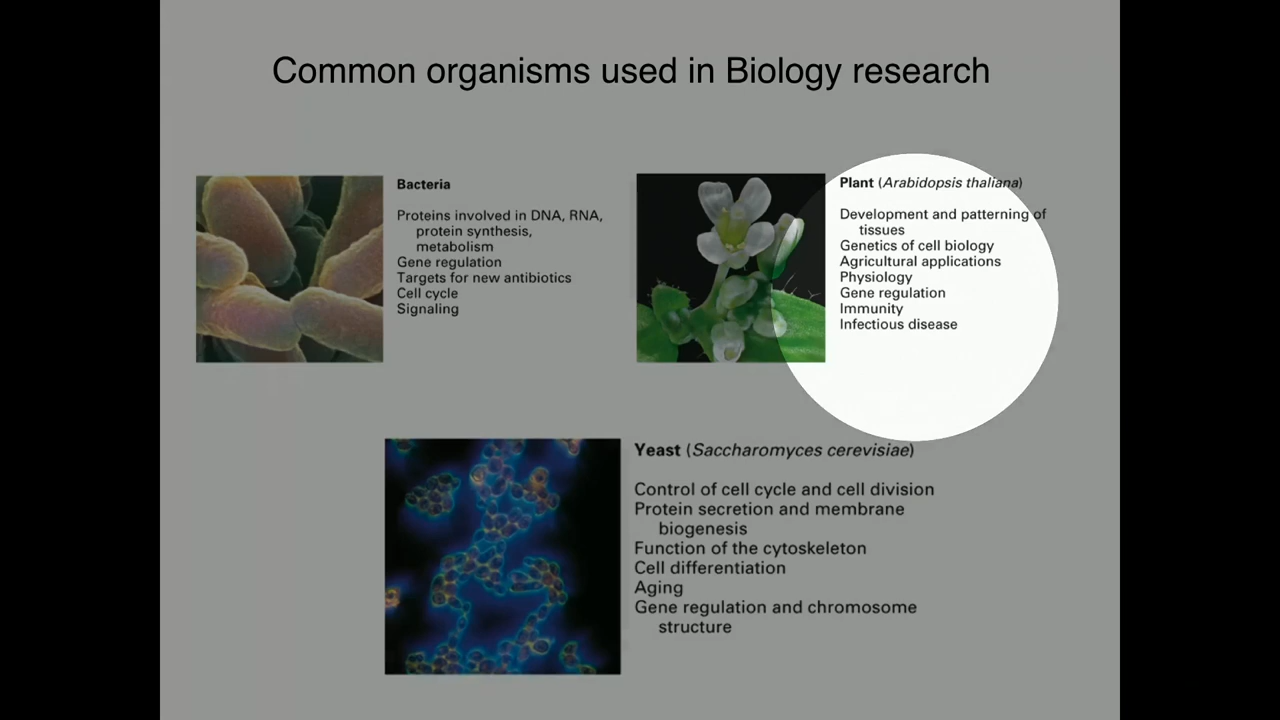 Common organisms used in Biology research
Bacteria
Proteins involved in DNA, RNA,
protein synthesis,
metabolism
Gene regulation
Targets for new antibiotics
Cell cycle
Signaling
Plant (Arabidopsis thaliana)
Development and patterning of
tissues
Genetics of cell biology
Agricultural applications
Physiology
Gene regulation
Immunity
Infectious disease
Yeast (Saccharomyces cerevisiae)
Control of cell cycle and cell division
Protein secretion and membrane
biogenesis
Function of the cytoskeleton
Cell differentiation
Aging
Gene regulation and chromosome
structure